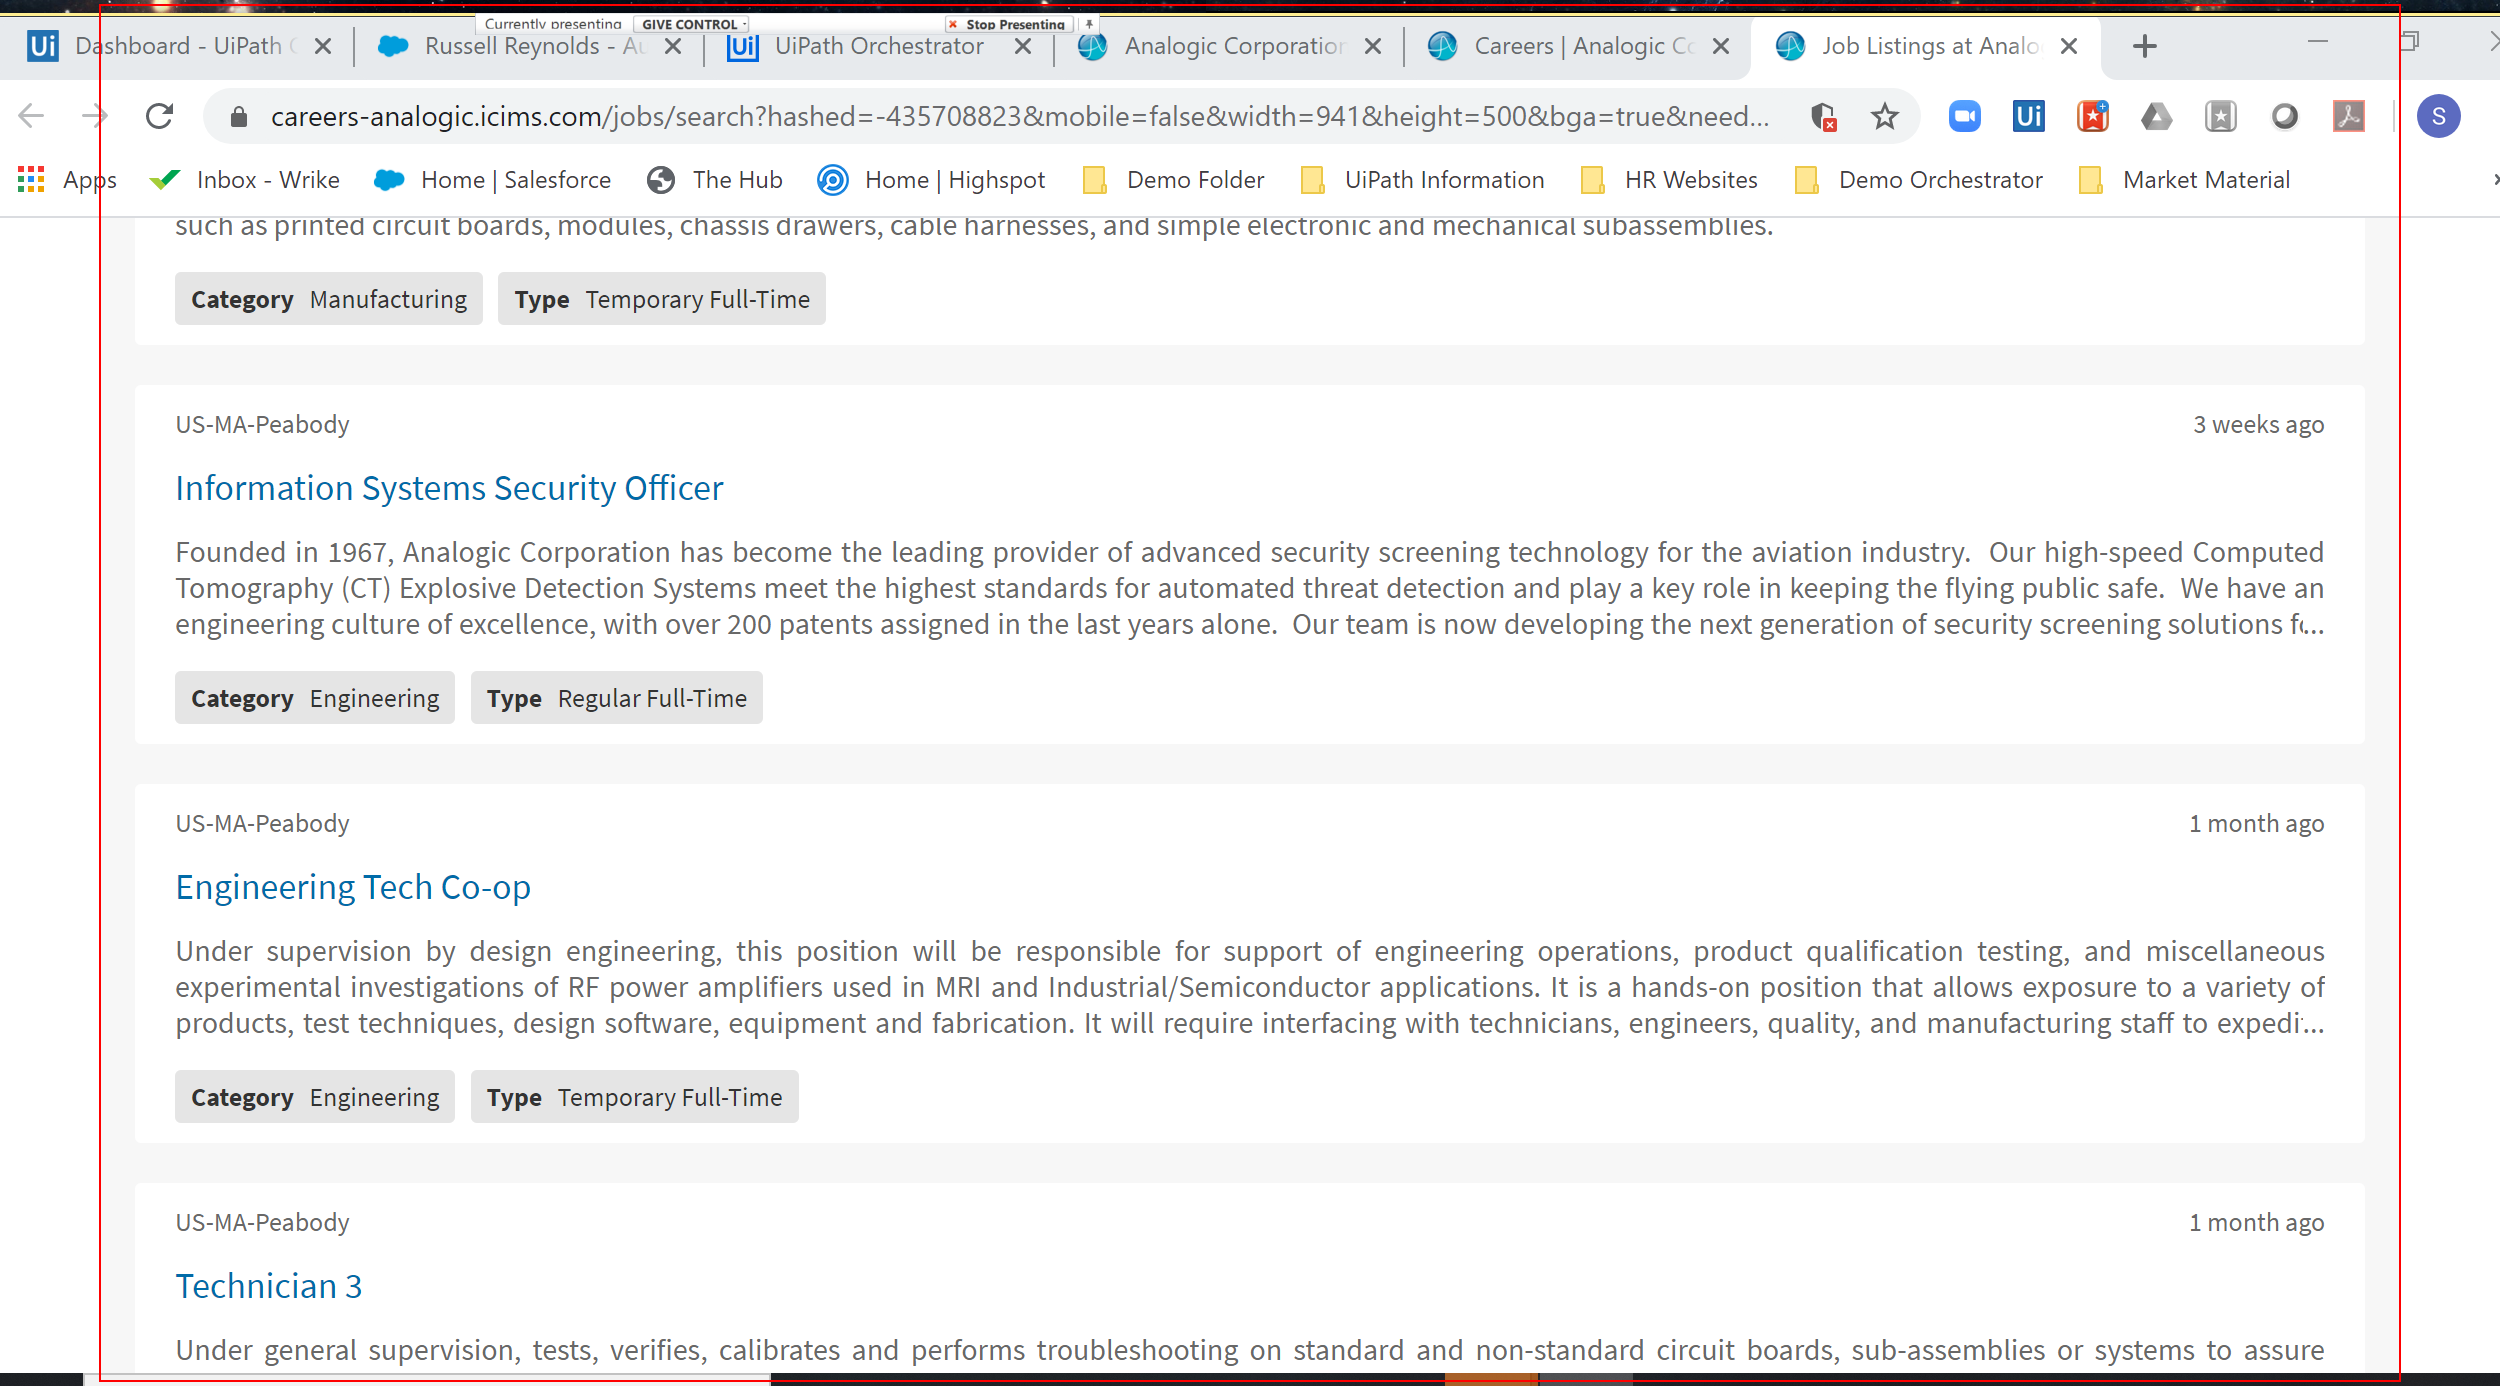 Currently presenting GIVE CONTROL Stop Presenting
Dashboard - UiPath Russell Reynolds - Au UiPath Orchestrator Analogic Corporation Careers | Analogic Co Job Listings at Analo
careers-analogic.icims.com/jobs/search?hashed=-435708823&mobile=false&width=941&height=500&bga=true&need... Ui S
Apps Inbox - Wrike Home | Salesforce The Hub Home | Highspot Demo Folder UiPath Information HR Websites Demo Orchestrator Market Material
such as printed circuit boards, modules, chassis drawers, cable harnesses, and simple electronic and mechanical subassemblies.
Category Manufacturing Type Temporary Full-Time
US-MA-Peabody 3 weeks ago
Information Systems Security Officer
Founded in 1967, Analogic Corporation has become the leading provider of advanced security screening technology for the aviation industry. Our high-speed Computed
Tomography (CT) Explosive Detection Systems meet the highest standards for automated threat detection and play a key role in keeping the flying public safe. We have an
engineering culture of excellence, with over 200 patents assigned in the last years alone. Our team is now developing the next generation of security screening solutions f...
Category Engineering Type Regular Full-Time
US-MA-Peabody 1 month ago
Engineering Tech Co-op
Under supervision by design engineering, this position will be responsible for support of engineering operations, product qualification testing, and miscellaneous
experimental investigations of RF power amplifiers used in MRI and Industrial/Semiconductor applications. It is a hands-on position that allows exposure to a variety of
products, test techniques, design software, equipment and fabrication. It will require interfacing with technicians, engineers, quality, and manufacturing staff to expedi...
Category Engineering Type Temporary Full-Time
US-MA-Peabody 1 month ago
Technician 3
Under general supervision, tests, verifies, calibrates and performs troubleshooting on standard and non-standard circuit boards, sub-assemblies or systems to assure